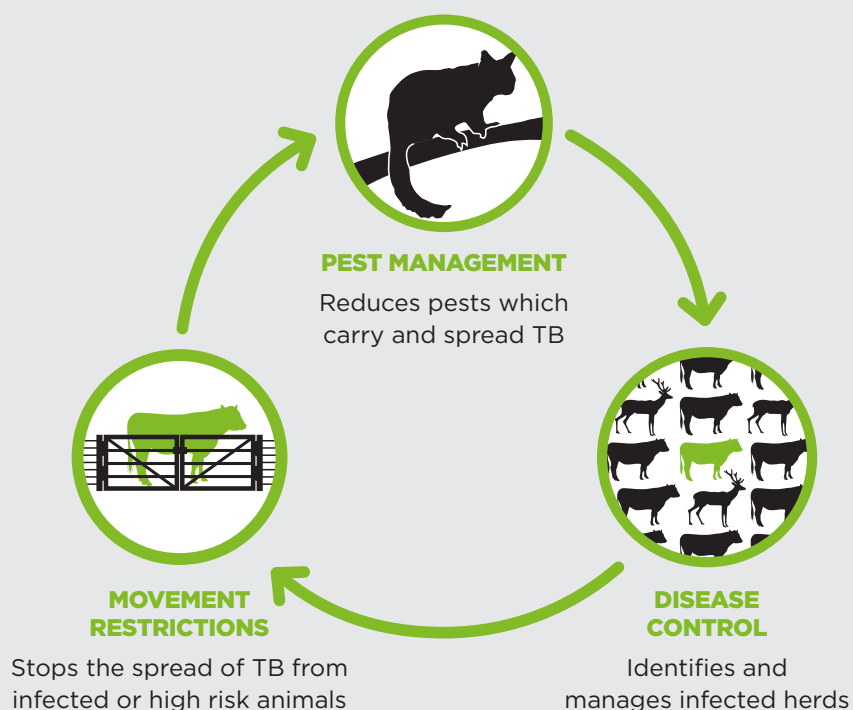 PEST MANAGEMENT
Reduces pests which
carry and spread TB
MOVEMENT
RESTRICTIONS
Stops the spread of TB from
infected or high risk animals
DISEASE
CONTROL
Identifies and
manages infected herds